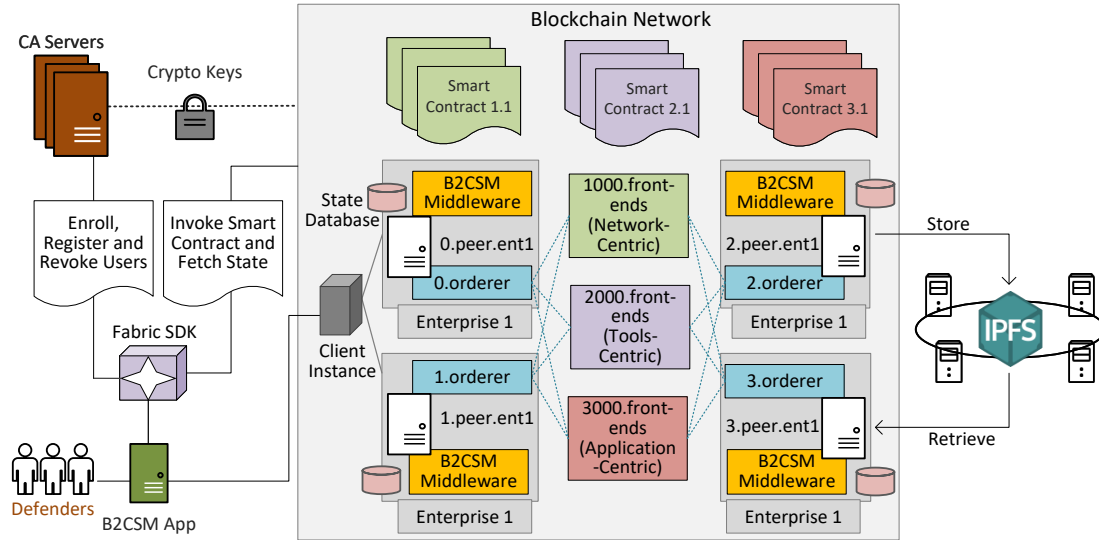 Blockchain Network
CA Servers
Crypto Keys
Smart
Contract 1.1
Smart
Contract 2.1
Smart
Contract 3.1
Enroll,
Register and
Revoke Users
Invoke Smart
Contract and
Fetch State
Fabric SDK
Defenders
B2CSM App
State
Database
Client
Instance
B2CSM
Middleware
0.peer.ent1
0.orderer
Enterprise 1
1.orderer
1.peer.ent1
B2CSM
Middleware
Enterprise 1
1000.front-
ends
(Network-
Centric)
2000.front-
ends
(Tools-
Centric)
3000.front-
ends
(Application
-Centric)
B2CSM
Middleware
2.peer.ent1
2.orderer
Enterprise 1
3.orderer
3.peer.ent1
B2CSM
Middleware
Enterprise 1
Store
IPFS
Retrieve